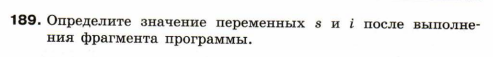 189. Определите значение переменных s и i после выполне-
ния фрагмента программы.